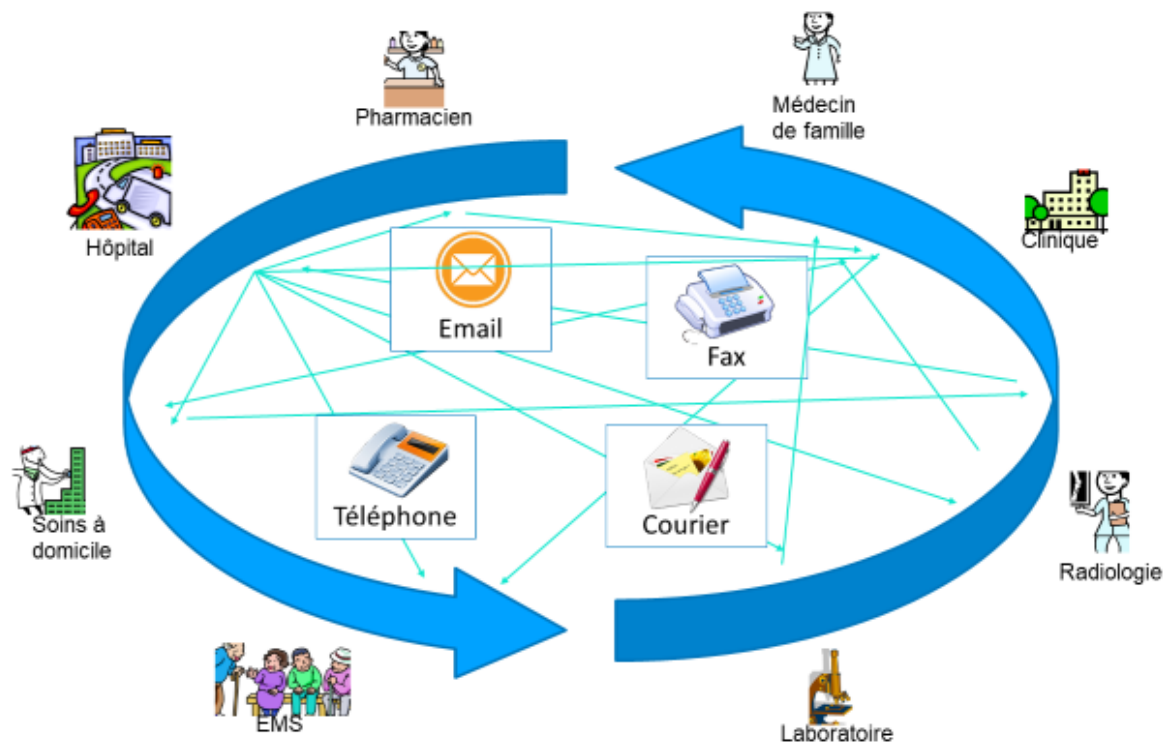 Pharmacien
Médecin
de famille
Hôpital
Clinique
Email
Fax
Téléphone
Courier
Soins à
domicile
Radiologie
EMS
Laboratoire